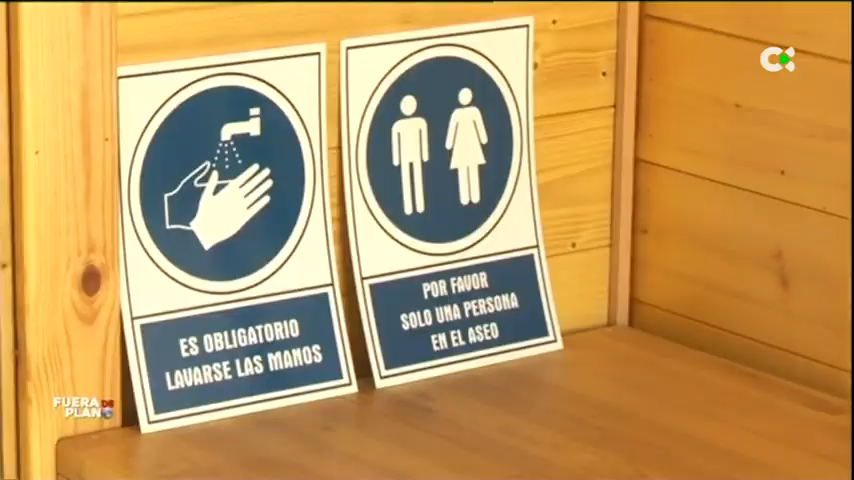 ES OBLIGATORIO
LAVARSE LAS MANOS
POR FAVOR
SOLO UNA PERSONA
EN EL ASEO
FUERA DE
PLANO